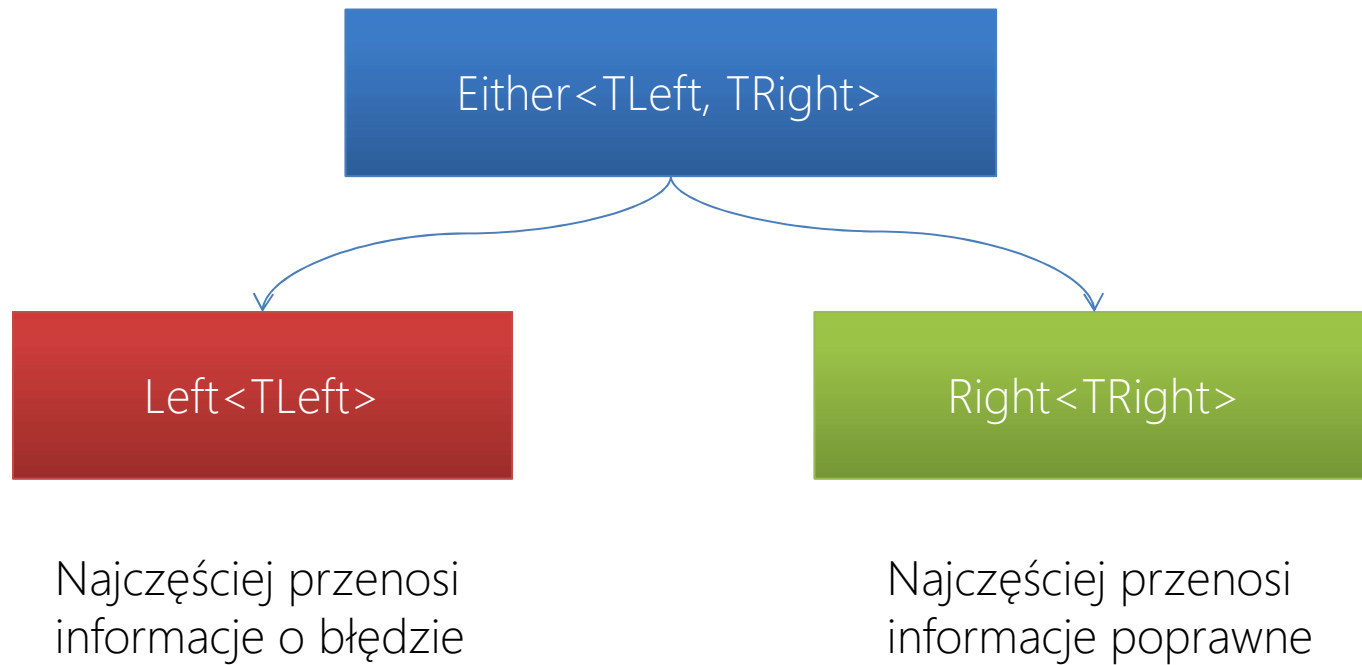 Either<TLeft, TRight>
Left<TLeft>
Right<TRight>
Najczęściej przenosi
informacje o błędzie
Najczęściej przenosi
informacje poprawne